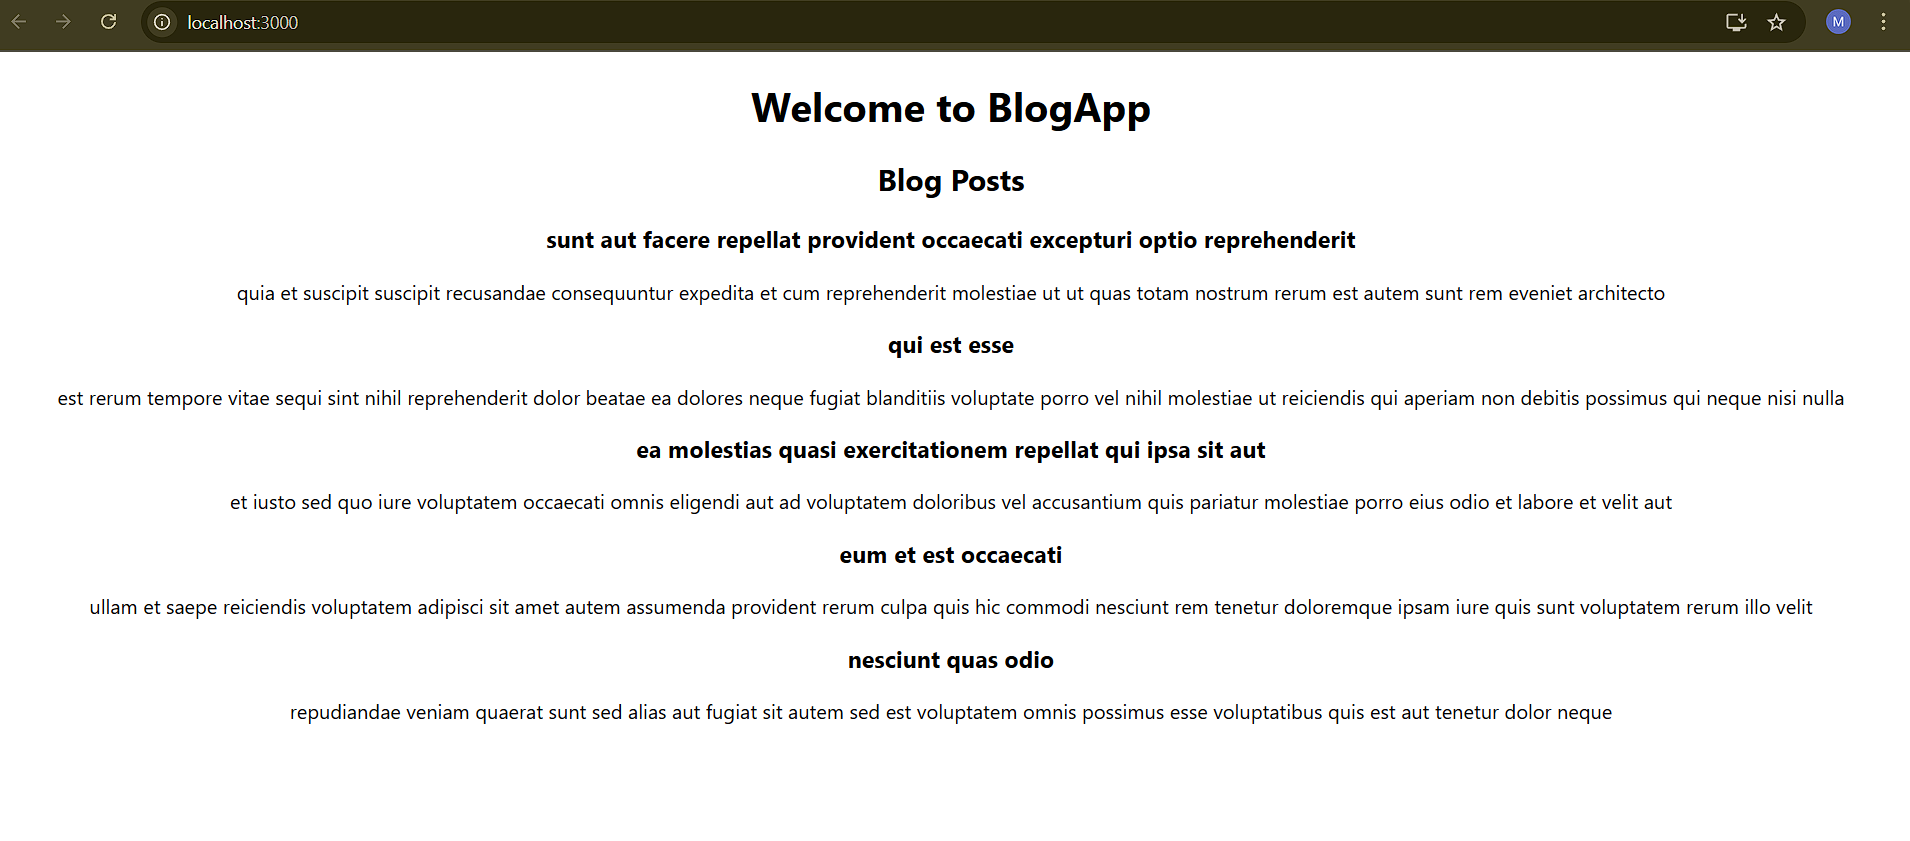 localhost:3000
M
Welcome to BlogApp
Blog Posts
sunt aut facere repellat provident occaecati excepturi optio reprehenderit
quia et suscipit suscipit recusandae consequuntur expedita et cum reprehenderit molestiae ut ut quas totam nostrum rerum est autem sunt rem eveniet architecto
qui est esse
est rerum tempore vitae sequi sint nihil reprehenderit dolor beatae ea dolores neque fugiat blanditiis voluptate porro vel nihil molestiae ut reiciendis qui aperiam non debitis possimus qui neque nisi nulla
ea molestias quasi exercitationem repellat qui ipsa sit aut
et iusto sed quo iure voluptatem occaecati omnis eligendi aut ad voluptatem doloribus vel accusantium quis pariatur molestiae porro eius odio et labore et velit aut
eum et est occaecati
ullam et saepe reiciendis voluptatem adipisci sit amet autem assumenda provident rerum culpa quis hic commodi nesciunt rem tenetur doloremque ipsam iure quis sunt voluptatem rerum illo velit
nesciunt quas odio
repudiandae veniam quaerat sunt sed alias aut fugiat sit autem sed est voluptatem omnis possimus esse voluptatibus quis est aut tenetur dolor neque